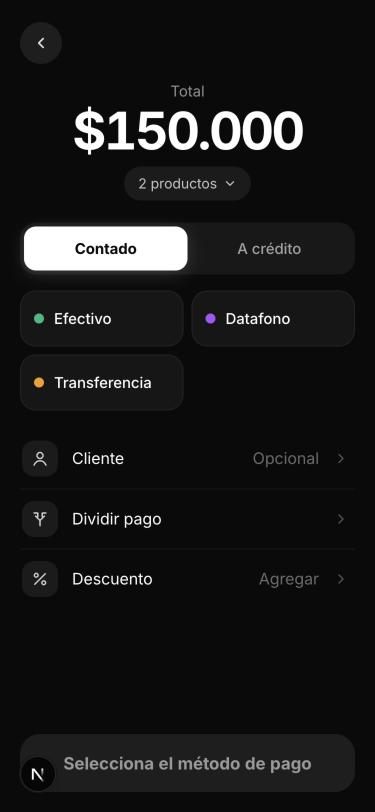 Total
$150.000
2 productos
Contado
A crédito
Efectivo
Datafono
Transferencia
Cliente
Opcional
Dividir pago
Descuento
Agregar
Selecciona el método de pago
N